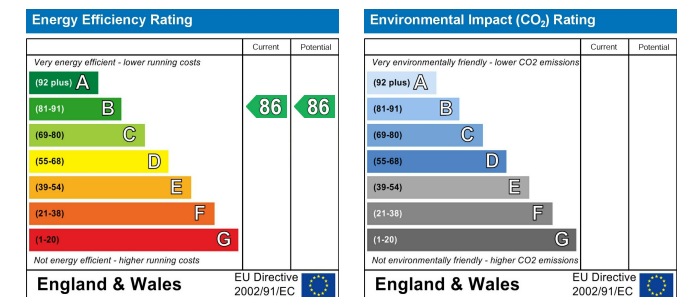 Energy Efficiency Rating
Current Potential
Very energy efficient - lower running costs
(92 plus) A
(81-91) B 86 86
(69-80) C
(55-68) D
(39-54) E
(21-38) F
(1-20) G
Not energy efficient - higher running costs
England & Wales
EU Directive
2002/91/EC
Environmental Impact (CO2) Rating
Current Potential
Very environmentally friendly - lower CO2 emissions
(92 plus) A
(81-91) B
(69-80) C
(55-68) D
(39-54) E
(21-38) F
(1-20) G
Not environmentally friendly - higher CO2 emissions
England & Wales
EU Directive
2002/91/EC